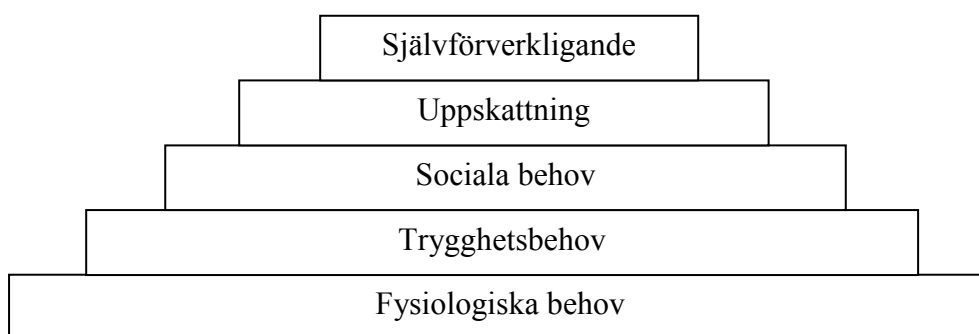 Självförverkligande
Uppskattning
Sociala behov
Trygghetsbehov
Fysiologiska behov